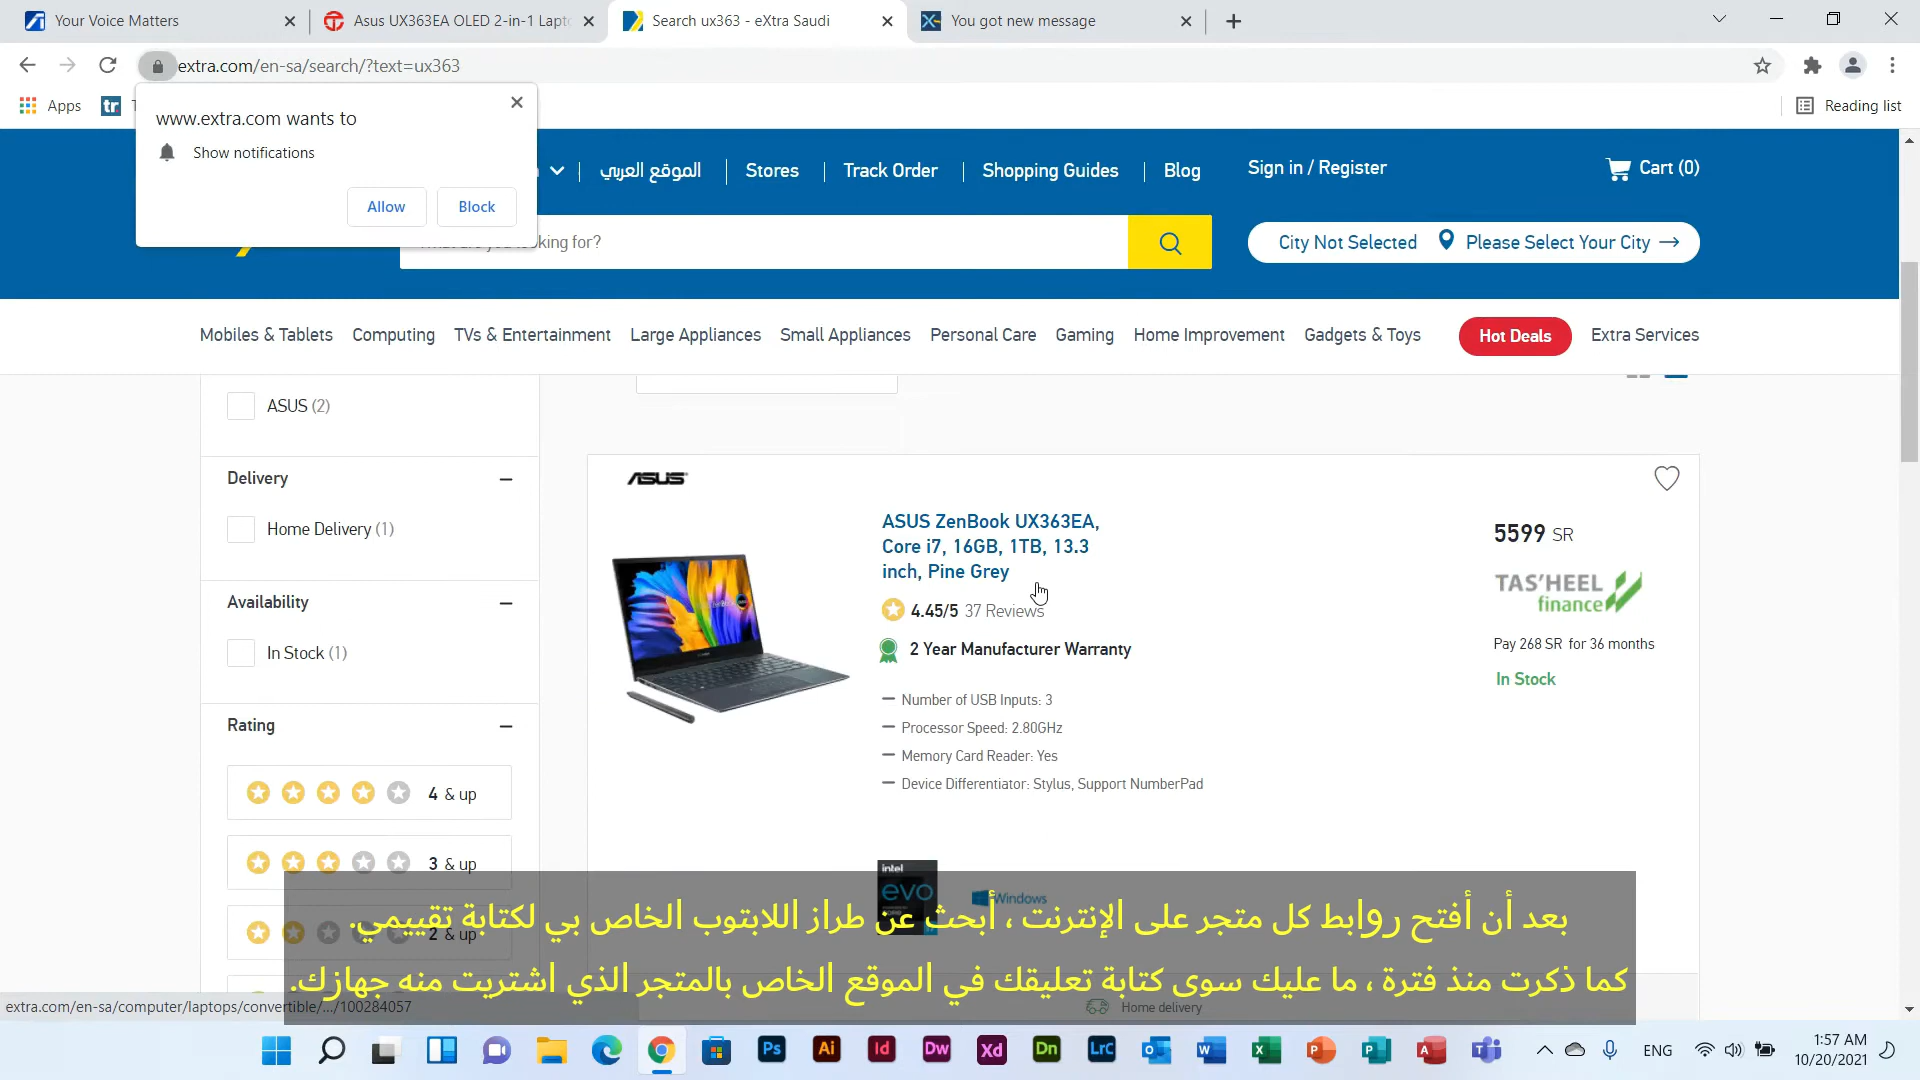 Your Voice Matters
Asus UX363EA OLED 2-in-1 Lapt
Search ux363 - eXtra Saudi
You got new message
extra.com/en-sa/search/?text=ux363
Apps
tr
Reading list
www.extra.com wants to
Show notifications
Allow
Block
الموقع العربي
Stores
Track Order
Shopping Guides
Blog
Sign in / Register
Cart (0)
king for?
City Not Selected
Please Select Your City
Mobiles & Tablets
Computing
TVs & Entertainment
Large Appliances
Small Appliances
Personal Care
Gaming
Home Improvement
Gadgets & Toys
Hot Deals
Extra Services
ASUS (2)
Delivery
Home Delivery (1)
Availability
In Stock (1)
Rating
4 & up
3 & up
2 & up
ASUS
ASUS ZenBook UX363EA,
Core i7, 16GB, 1TB, 13.3
inch, Pine Grey
4.45/5 37 Reviews
2 Year Manufacturer Warranty
Number of USB Inputs: 3
Processor Speed: 2.80GHz
Memory Card Reader: Yes
Device Differentiator: Stylus, Support NumberPad
5599 SR
TAS'HEEL
finance
Pay 268 SR for 36 months
In Stock
intel
evo
Windows
بعد أن أفتح روابط كل متجر على الإنترنت ، أبحث عن طراز اللابتوب الخاص بي لكتابة تقييمي.
كما ذكرت منذ فترة ، ما عليك سوى كتابة تعليقك في الموقع الخاص بالمتجر الذي اشتريت منه جهازك.
Home delivery
extra.com/en-sa/computer/laptops/convertible/.../100284057
Ps
Ai
Id
Dw
Xd
Dn
LrC
ENG
1:57 AM
10/20/2021